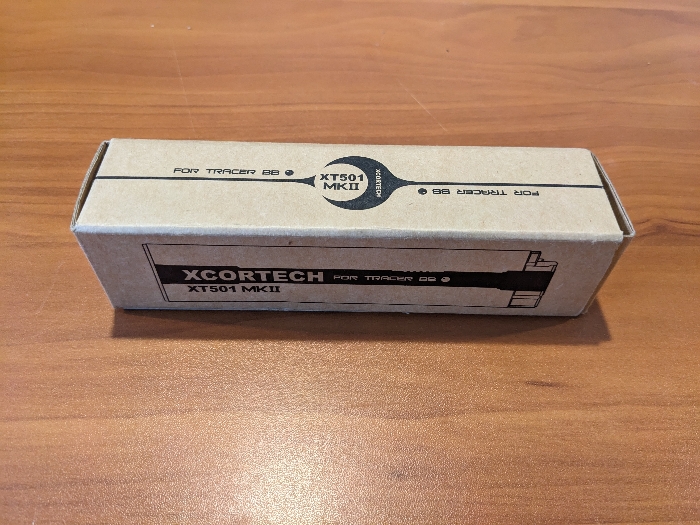 FOR TRACER BB
XT501
MKII
XCORTECH
FOR TRACER BB
XCORTECH FOR TRACER BB
XT501 MKII